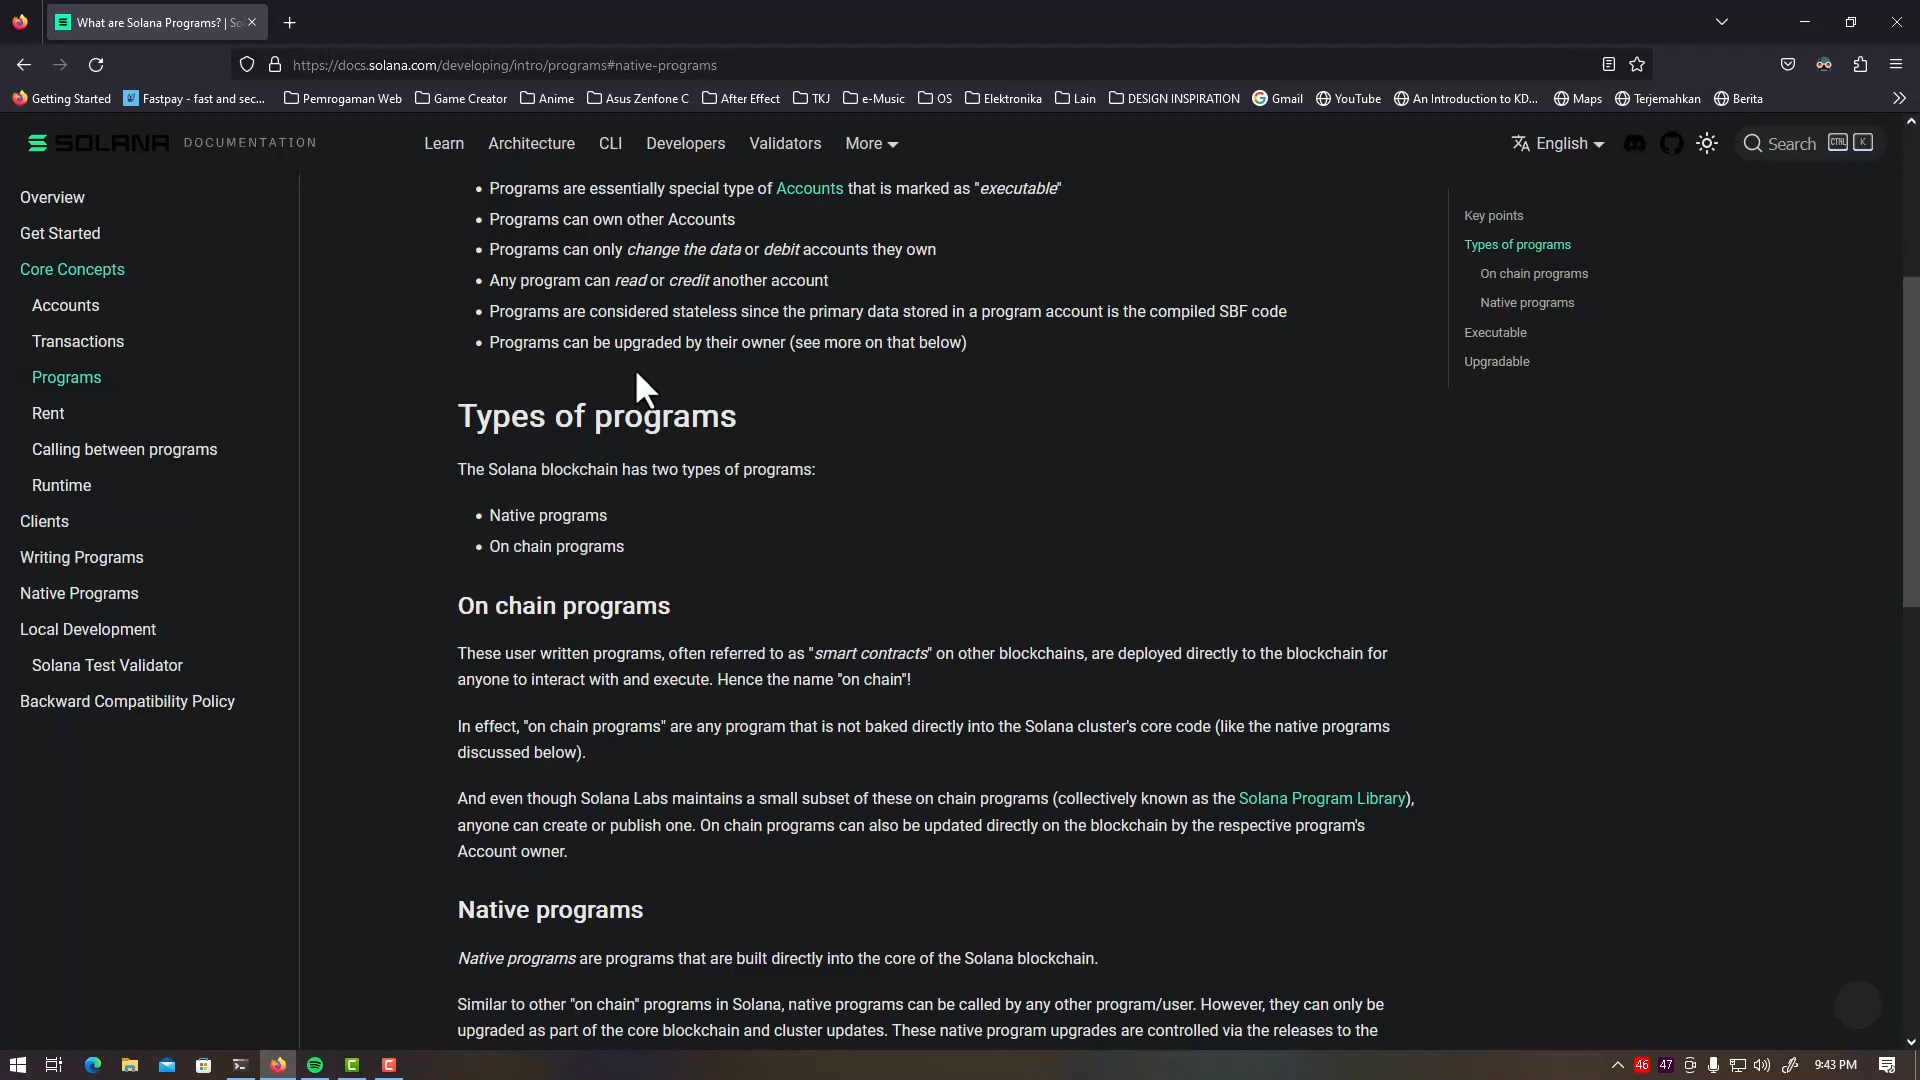 What are Solana Programs? | Sol
https://docs.solana.com/developing/intro/programs#native-programs
Getting Started
Fastpay - fast and sec...
Pemrogaman Web
Game Creator
Anime
Asus Zenfone C
After Effect
TKJ
e-Music
OS
Elektronika
Lain
DESIGN INSPIRATION
Gmail
YouTube
An Introduction to KD...
Maps
Terjemahkan
Berita
SOLANA DOCUMENTATION
Learn
Architecture
CLI
Developers
Validators
More
English
Search CTRL K
Overview
Get Started
Core Concepts
Accounts
Transactions
Programs
Rent
Calling between programs
Runtime
Clients
Writing Programs
Native Programs
Local Development
Solana Test Validator
Backward Compatibility Policy
• Programs are essentially special type of Accounts that is marked as "executable"
• Programs can own other Accounts
• Programs can only change the data or debit accounts they own
• Any program can read or credit another account
• Programs are considered stateless since the primary data stored in a program account is the compiled SBF code
• Programs can be upgraded by their owner (see more on that below)
Types of programs
The Solana blockchain has two types of programs:
• Native programs
• On chain programs
On chain programs
These user written programs, often referred to as "smart contracts" on other blockchains, are deployed directly to the blockchain for
anyone to interact with and execute. Hence the name "on chain"!
In effect, "on chain programs" are any program that is not baked directly into the Solana cluster's core code (like the native programs
discussed below).
And even though Solana Labs maintains a small subset of these on chain programs (collectively known as the Solana Program Library),
anyone can create or publish one. On chain programs can also be updated directly on the blockchain by the respective program's
Account owner.
Native programs
Native programs are programs that are built directly into the core of the Solana blockchain.
Similar to other "on chain" programs in Solana, native programs can be called by any other program/user. However, they can only be
upgraded as part of the core blockchain and cluster updates. These native program upgrades are controlled via the releases to the
Key points
Types of programs
On chain programs
Native programs
Executable
Upgradable
46
47
9:43 PM